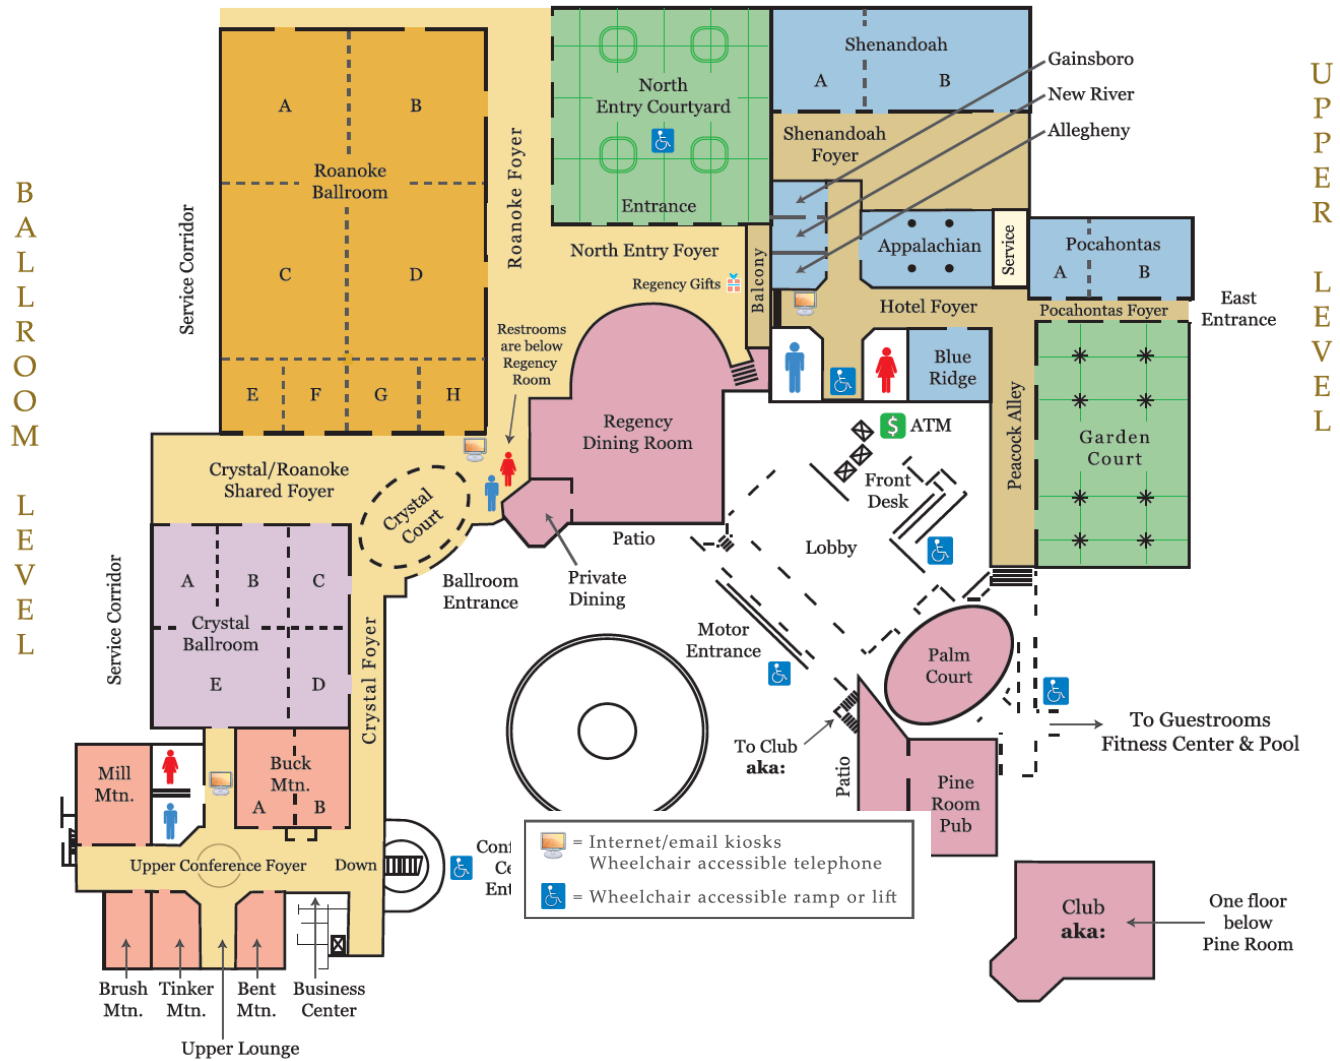 BALLROOM LEVEL
UPPER LEVEL
A
B
Roanoke
Ballroom
C
D
E
F
G
H
Service Corridor
Roanoke Foyer
North
Entry Courtyard
Entrance
North Entry Foyer
Regency Gifts
Balcony
Shenandoah
A
B
Shenandoah
Foyer
Gainsboro
New River
Allegheny
Appalachian
Service
Pocahontas
A
B
Hotel Foyer
Pocahontas Foyer
East
Entrance
Blue
Ridge
Peacock Alley
Garden
Court
Restrooms
are below
Regency
Room
Regency
Dining Room
$ ATM
Front
Desk
Lobby
Patio
Private
Dining
Crystal/Roanoke
Shared Foyer
Crystal
Court
Ballroom
Entrance
Service Corridor
A
B
C
Crystal
Ballroom
E
D
Crystal Foyer
Motor
Entrance
Palm
Court
To Guestrooms
Fitness Center & Pool
To Club
aka:
Patio
Pine
Room
Pub
Mill
Mtn.
Buck
Mtn.
A
B
Upper Conference Foyer
Down
= Internet/email kiosks
Wheelchair accessible telephone
= Wheelchair accessible ramp or lift
Club
aka:
One floor
below
Pine Room
Brush
Mtn.
Tinker
Mtn.
Bent
Mtn.
Business
Center
Upper Lounge